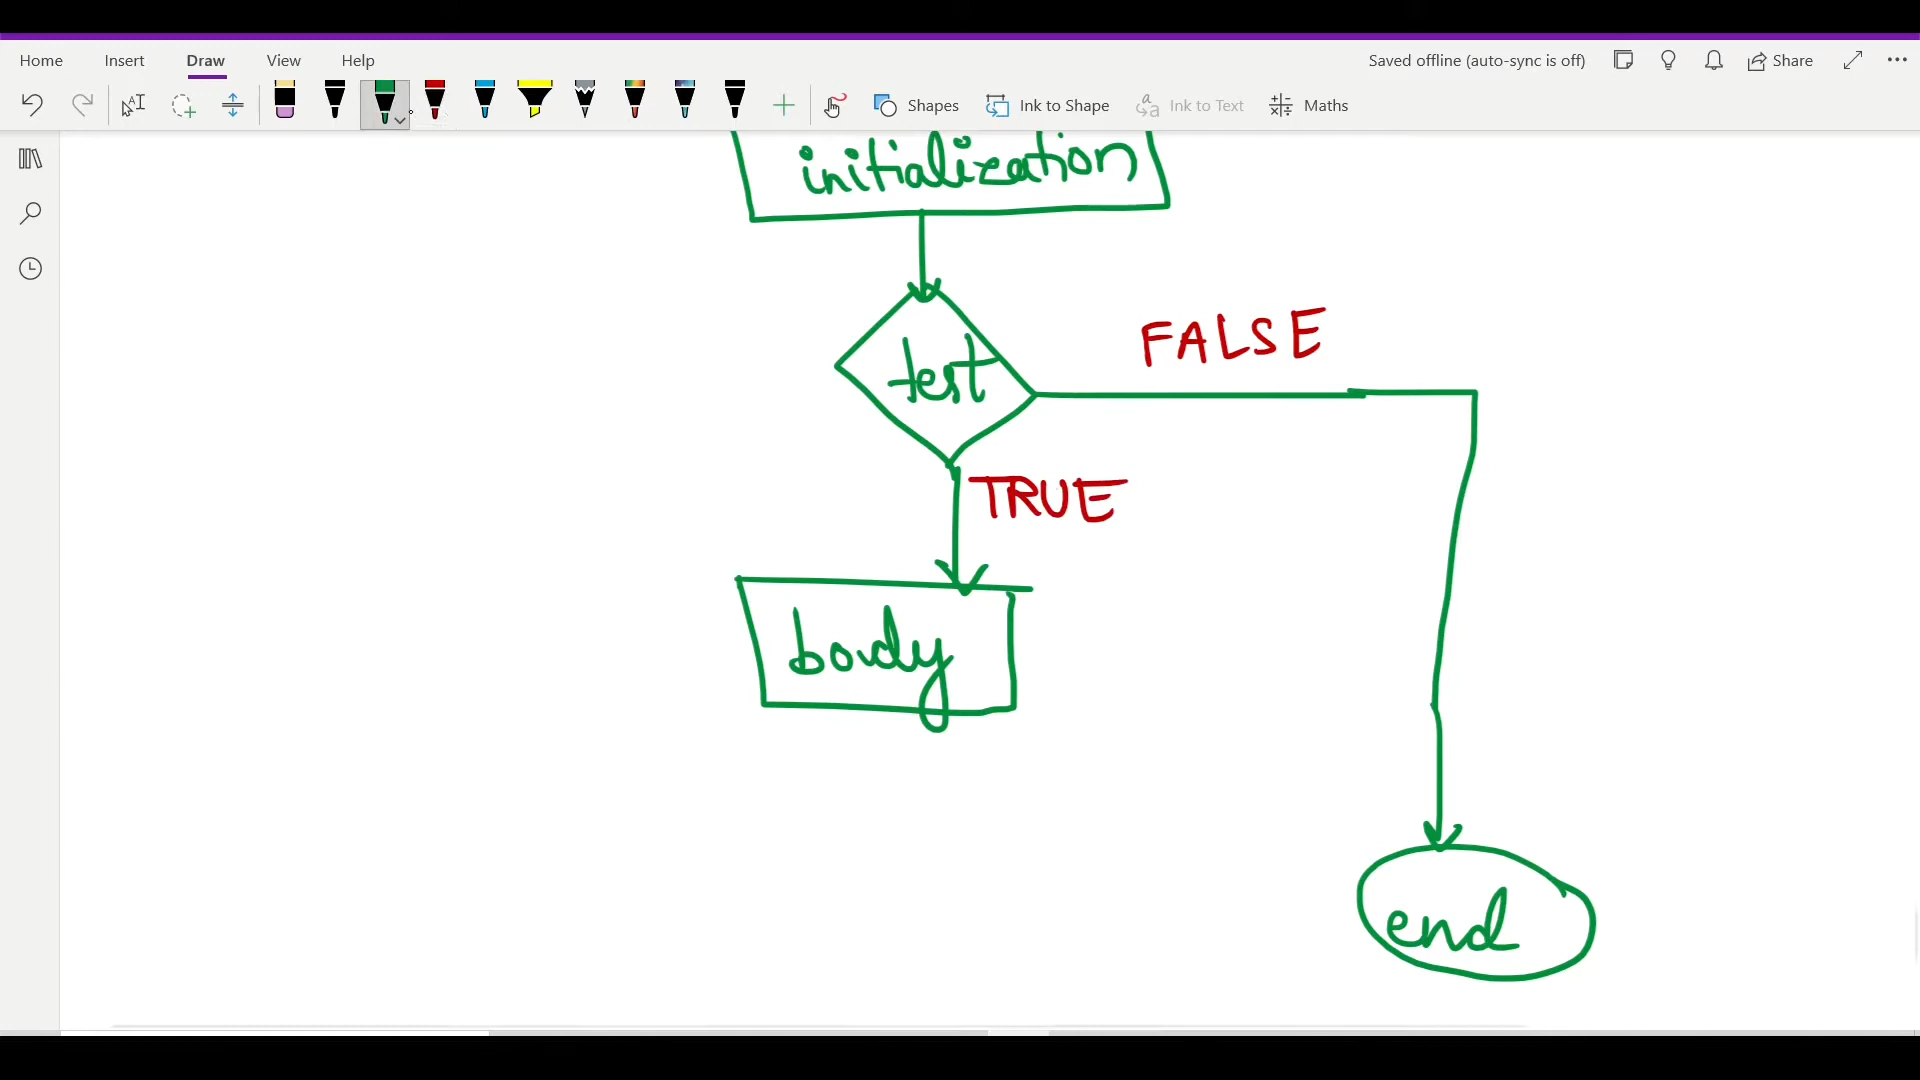 Home Insert Draw View Help Saved offline (auto-sync is off) Share
Shapes Ink to Shape Ink to Text Maths
initialization
test
FALSE
TRUE
body
end